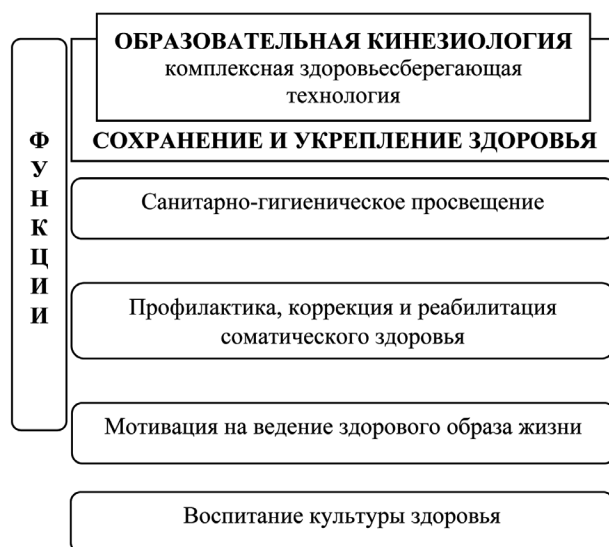 ОБРАЗОВАТЕЛЬНАЯ КИНЕЗИОЛОГИЯ
комплексная здоровьесберегающая
технология
СОХРАНЕНИЕ И УКРЕПЛЕНИЕ ЗДОРОВЬЯ
ФУНКЦИИ
Санитарно-гигиеническое просвещение
Профилактика, коррекция и реабилитация
соматического здоровья
Мотивация на ведение здорового образа жизни
Воспитание культуры здоровья